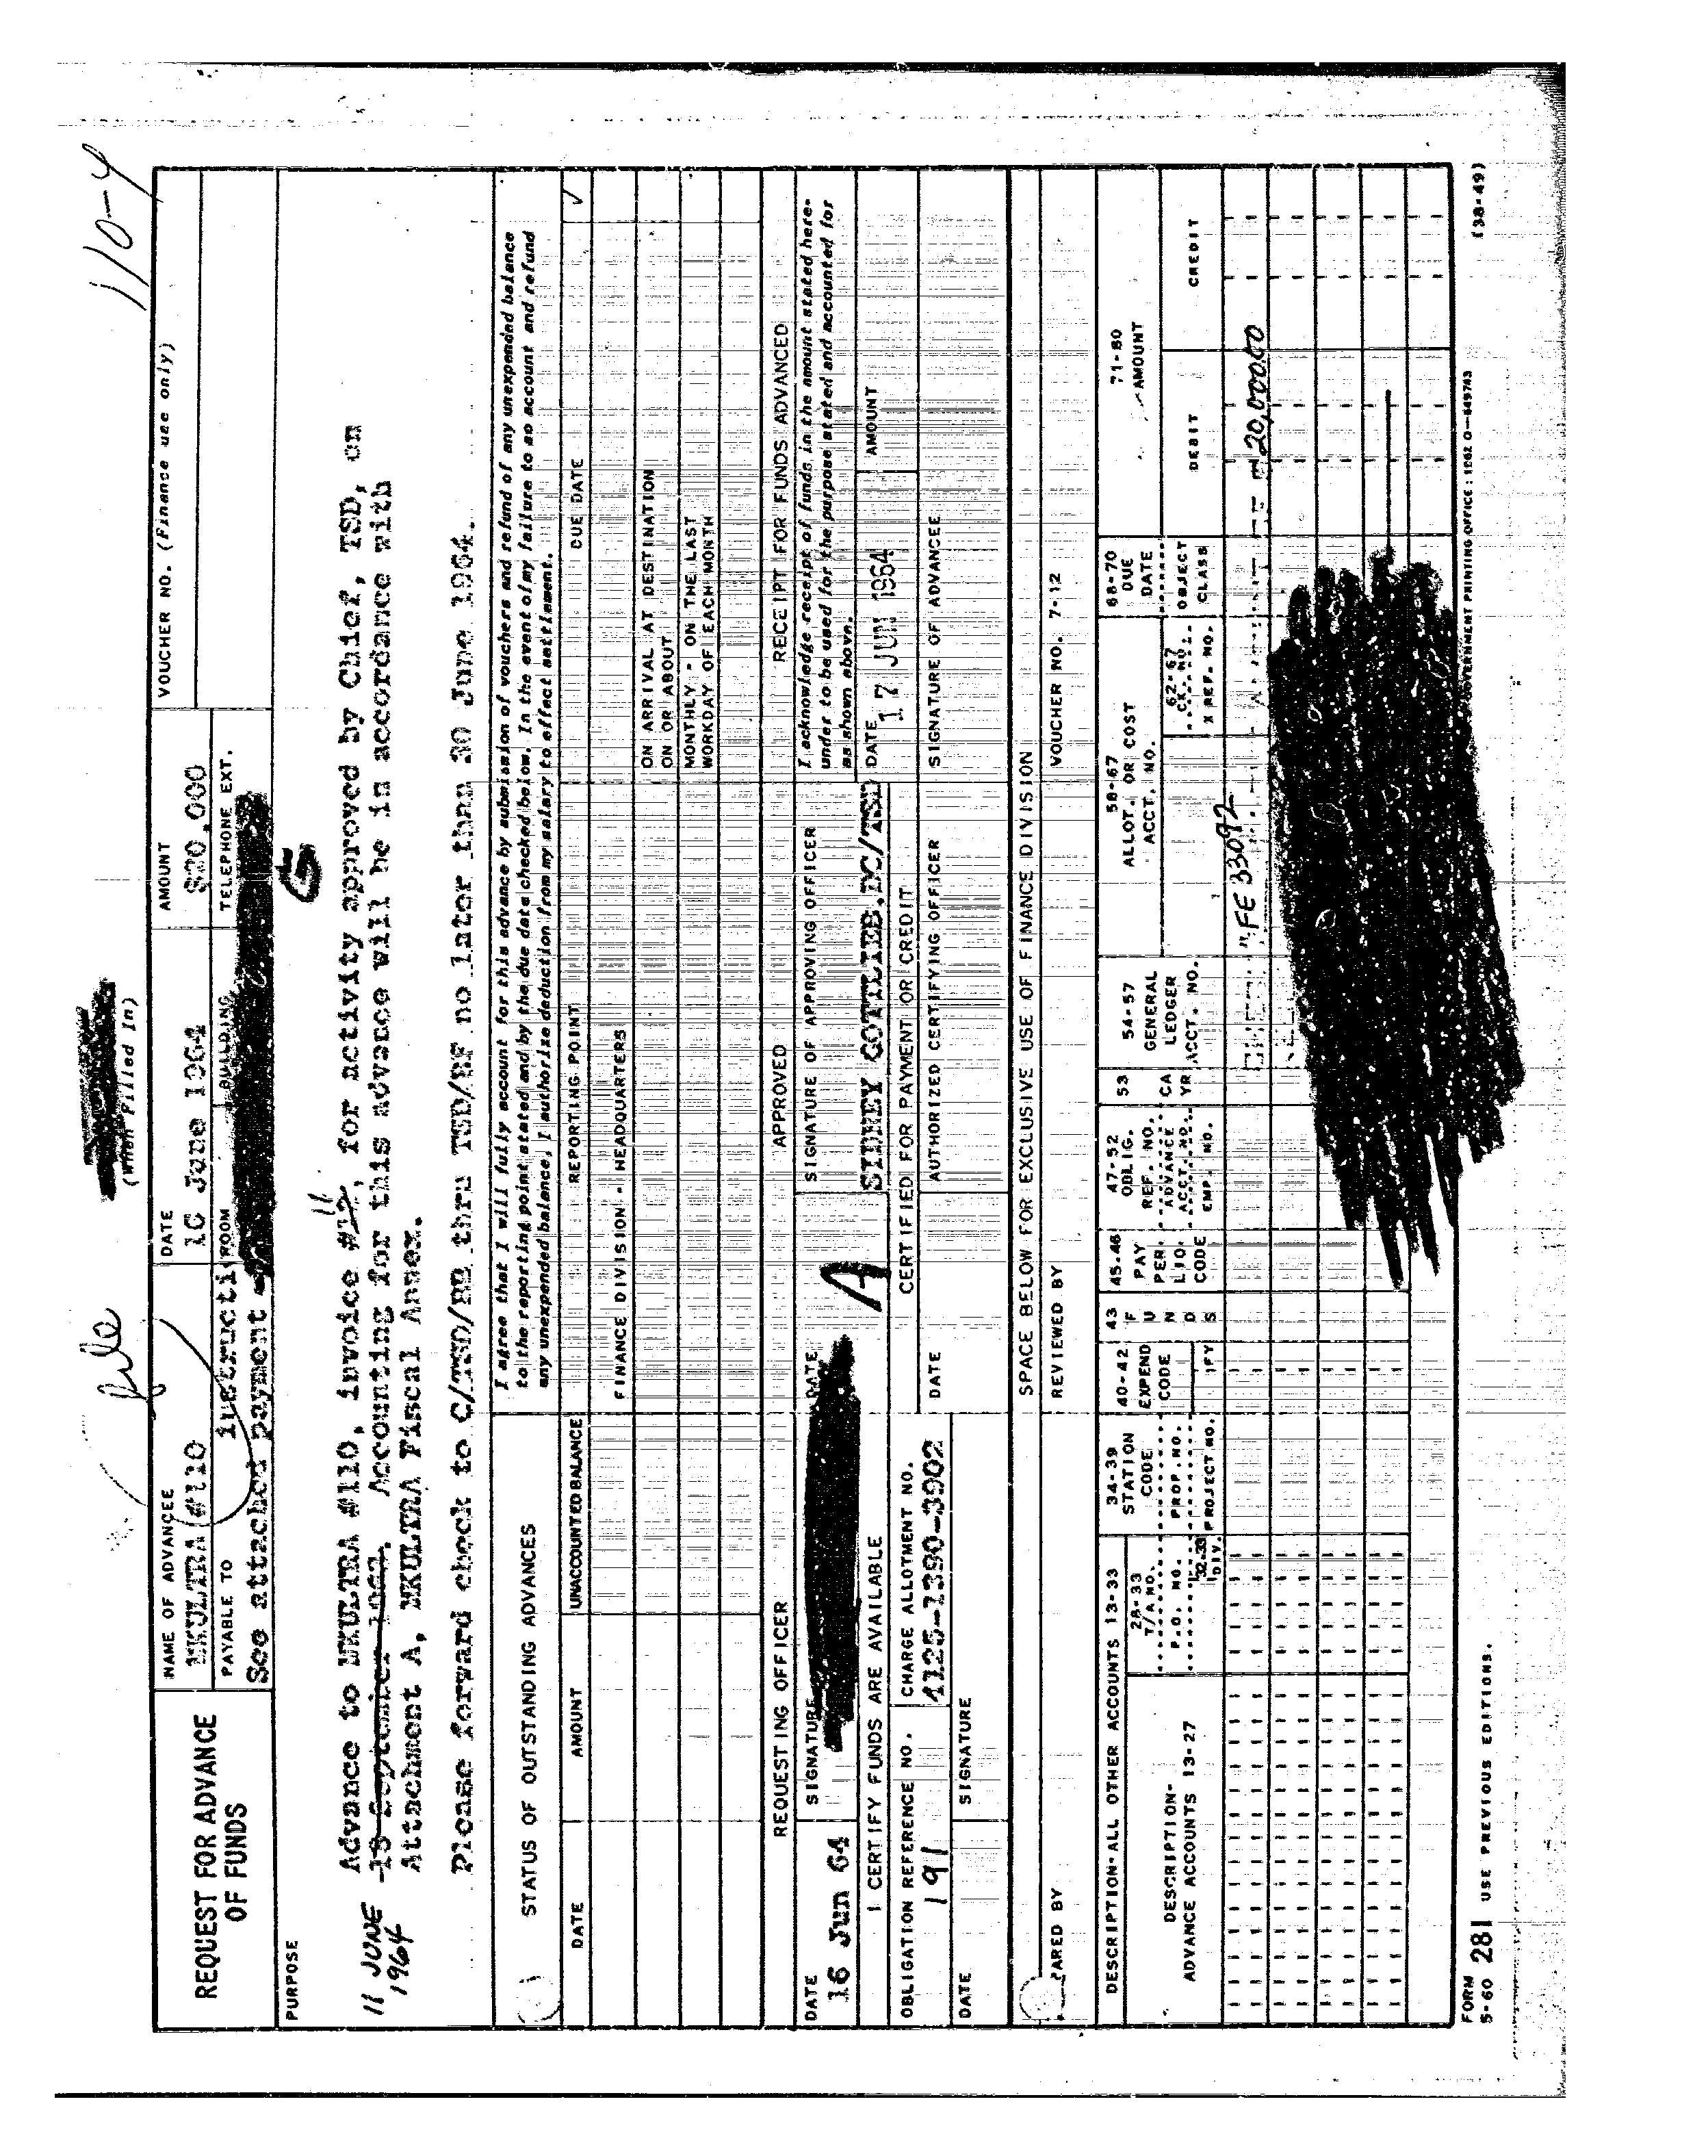 110-4
file
(When Filled In)
REQUEST FOR ADVANCE
OF FUNDS
NAME OF ADVANCEE
MKULTRA #110
DATE
16 June 1964
AMOUNT
$20,000
VOUCHER NO. (Finance use only)
PAYABLE TO
instructi
See attached payment
ROOM
BUILDING
TELEPHONE EXT.
PURPOSE
G
11
Advance to MKULTRA #110, invoice #12, for activity approved by Chief, TSD, on
11 JUNE
1964
18 September 1963. Accounting for this advance will be in accordance with
Attachment A, MKULTRA Fiscal Annex.
Please forward check to C/TSD/BB thru TSD/BF no later than 30 June 1964.
STATUS OF OUTSTANDING ADVANCES
I agree that I will fully account for this advance by submission of vouchers and refund of any unexpended balance
to the reporting point stated and by the due date checked below. In the event of my failure to so account and refund
any unexpended balance, I authorize deduction from my salary to effect settlement.
DATE
AMOUNT
UNACCOUNTED BALANCE
REPORTING POINT
DUE DATE
✓
FINANCE DIVISION - HEADQUARTERS
ON ARRIVAL AT DESTINATION
ON OR ABOUT
MONTHLY - ON THE LAST
WORKDAY OF EACH MONTH
REQUESTING OFFICER
APPROVED
RECEIPT FOR FUNDS ADVANCED
DATE
16 Jun 64
SIGNATURE
DATE
A
SIGNATURE OF APPROVING OFFICER
SIDNEY GOTTLIEB, DC/TSD
I acknowledge receipt of funds in the amount stated here-
under to be used for the purpose stated and accounted for
as shown above.
I CERTIFY FUNDS ARE AVAILABLE
DATE
17 JUN 1964
AMOUNT
OBLIGATION REFERENCE NO.
191
CHARGE ALLOTMENT NO.
4125-1390-3902
CERTIFIED FOR PAYMENT OR CREDIT
DATE
AUTHORIZED CERTIFYING OFFICER
SIGNATURE OF ADVANCEE
DATE
SIGNATURE
SPACE BELOW FOR EXCLUSIVE USE OF FINANCE DIVISION
PARED BY
REVIEWED BY
VOUCHER NO. 7-12
DESCRIPTION-ALL OTHER ACCOUNTS 13-33
DESCRIPTION-
ADVANCE ACCOUNTS 13-27
28-33
T/A NO.
P.O. NO.
32-33
DIV.
34-39
STATION
CODE
PROP. NO.
PROJECT NO.
40-42
EXPEND
CODE
FY
43
F
U
N
D
S
45-46
PAY
PER.
LIQ.
CODE
47-52
OBLIG.
REF. NO.
ADVANCE
ACCT. NO.
EMP. NO.
53
CA
YR
54-57
GENERAL
LEDGER
ACCT. NO.
58-67
ALLOT. OR COST
ACCT. NO.
62-67
CK. NO.
X REF. NO.
68-70
DUE
DATE
OBJECT
CLASS
71-80
AMOUNT
DEBIT
CREDIT
FE 33092
20,000.00
FORM
5-60 281 USE PREVIOUS EDITIONS.
(38-49)